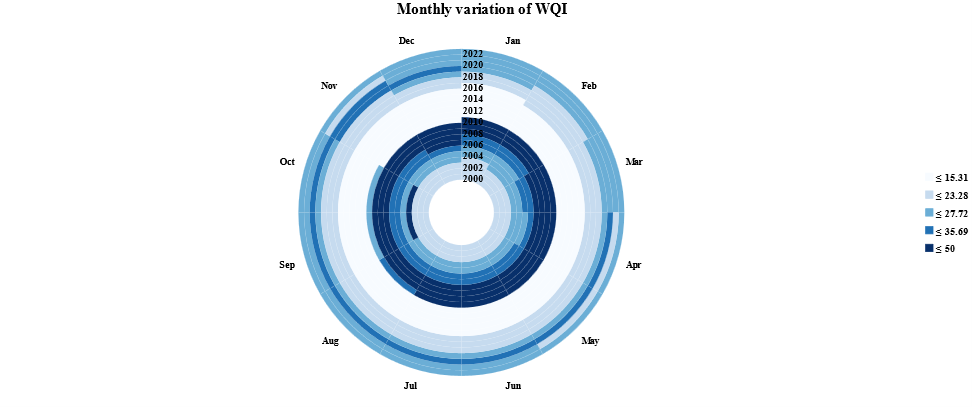 Monthly variation of WQI
Dec
Jan
Nov
Feb
Oct
Mar
Sep
Apr
Aug
May
Jul
Jun
2022
2020
2018
2016
2014
2012
2010
2008
2006
2004
2002
2000
≤ 15.31
≤ 23.28
≤ 27.72
≤ 35.69
≤ 50